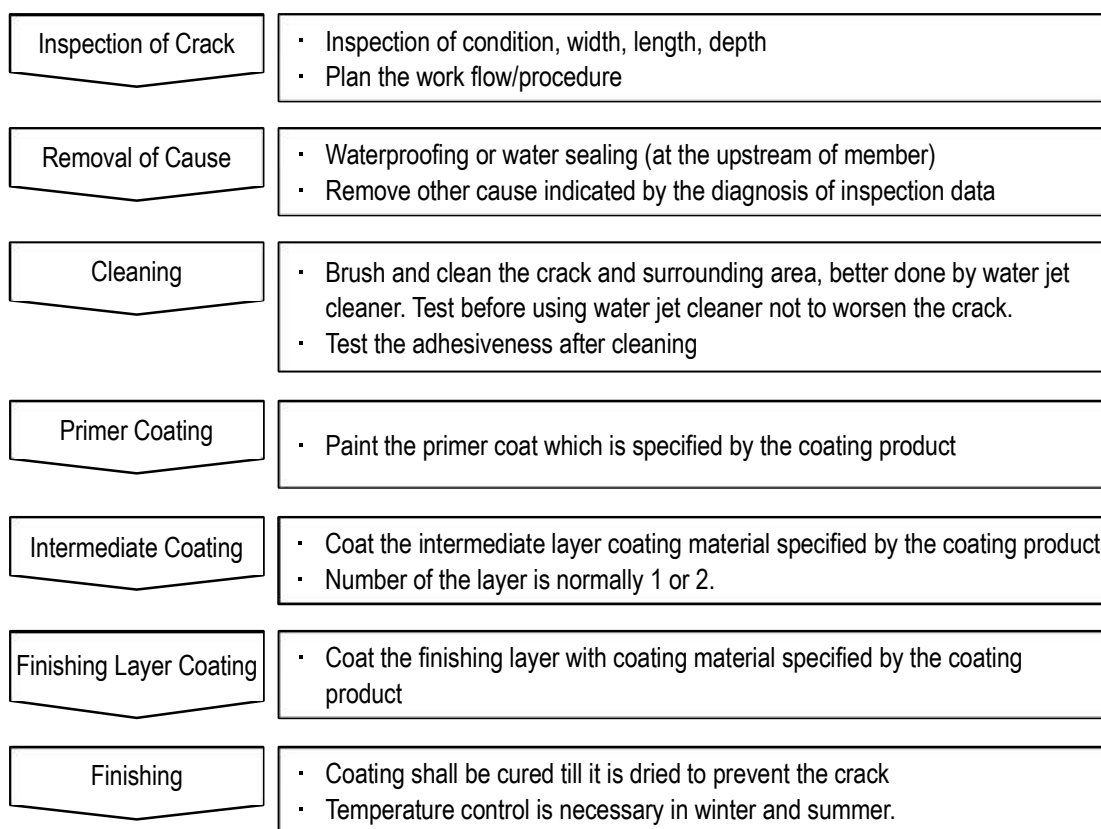 Inspection of Crack
· Inspection of condition, width, length, depth
· Plan the work flow/procedure
Removal of Cause
· Waterproofing or water sealing (at the upstream of member)
· Remove other cause indicated by the diagnosis of inspection data
Cleaning
· Brush and clean the crack and surrounding area, better done by water jet
cleaner. Test before using water jet cleaner not to worsen the crack.
· Test the adhesiveness after cleaning
Primer Coating
· Paint the primer coat which is specified by the coating product
Intermediate Coating
· Coat the intermediate layer coating material specified by the coating product
· Number of the layer is normally 1 or 2.
Finishing Layer Coating
· Coat the finishing layer with coating material specified by the coating
product
Finishing
· Coating shall be cured till it is dried to prevent the crack
· Temperature control is necessary in winter and summer.